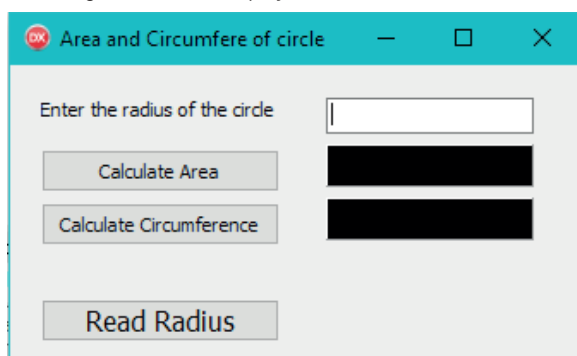 DX Area and Circumfere of circle
Enter the radius of the circle
Calculate Area
Calculate Circumference
Read Radius